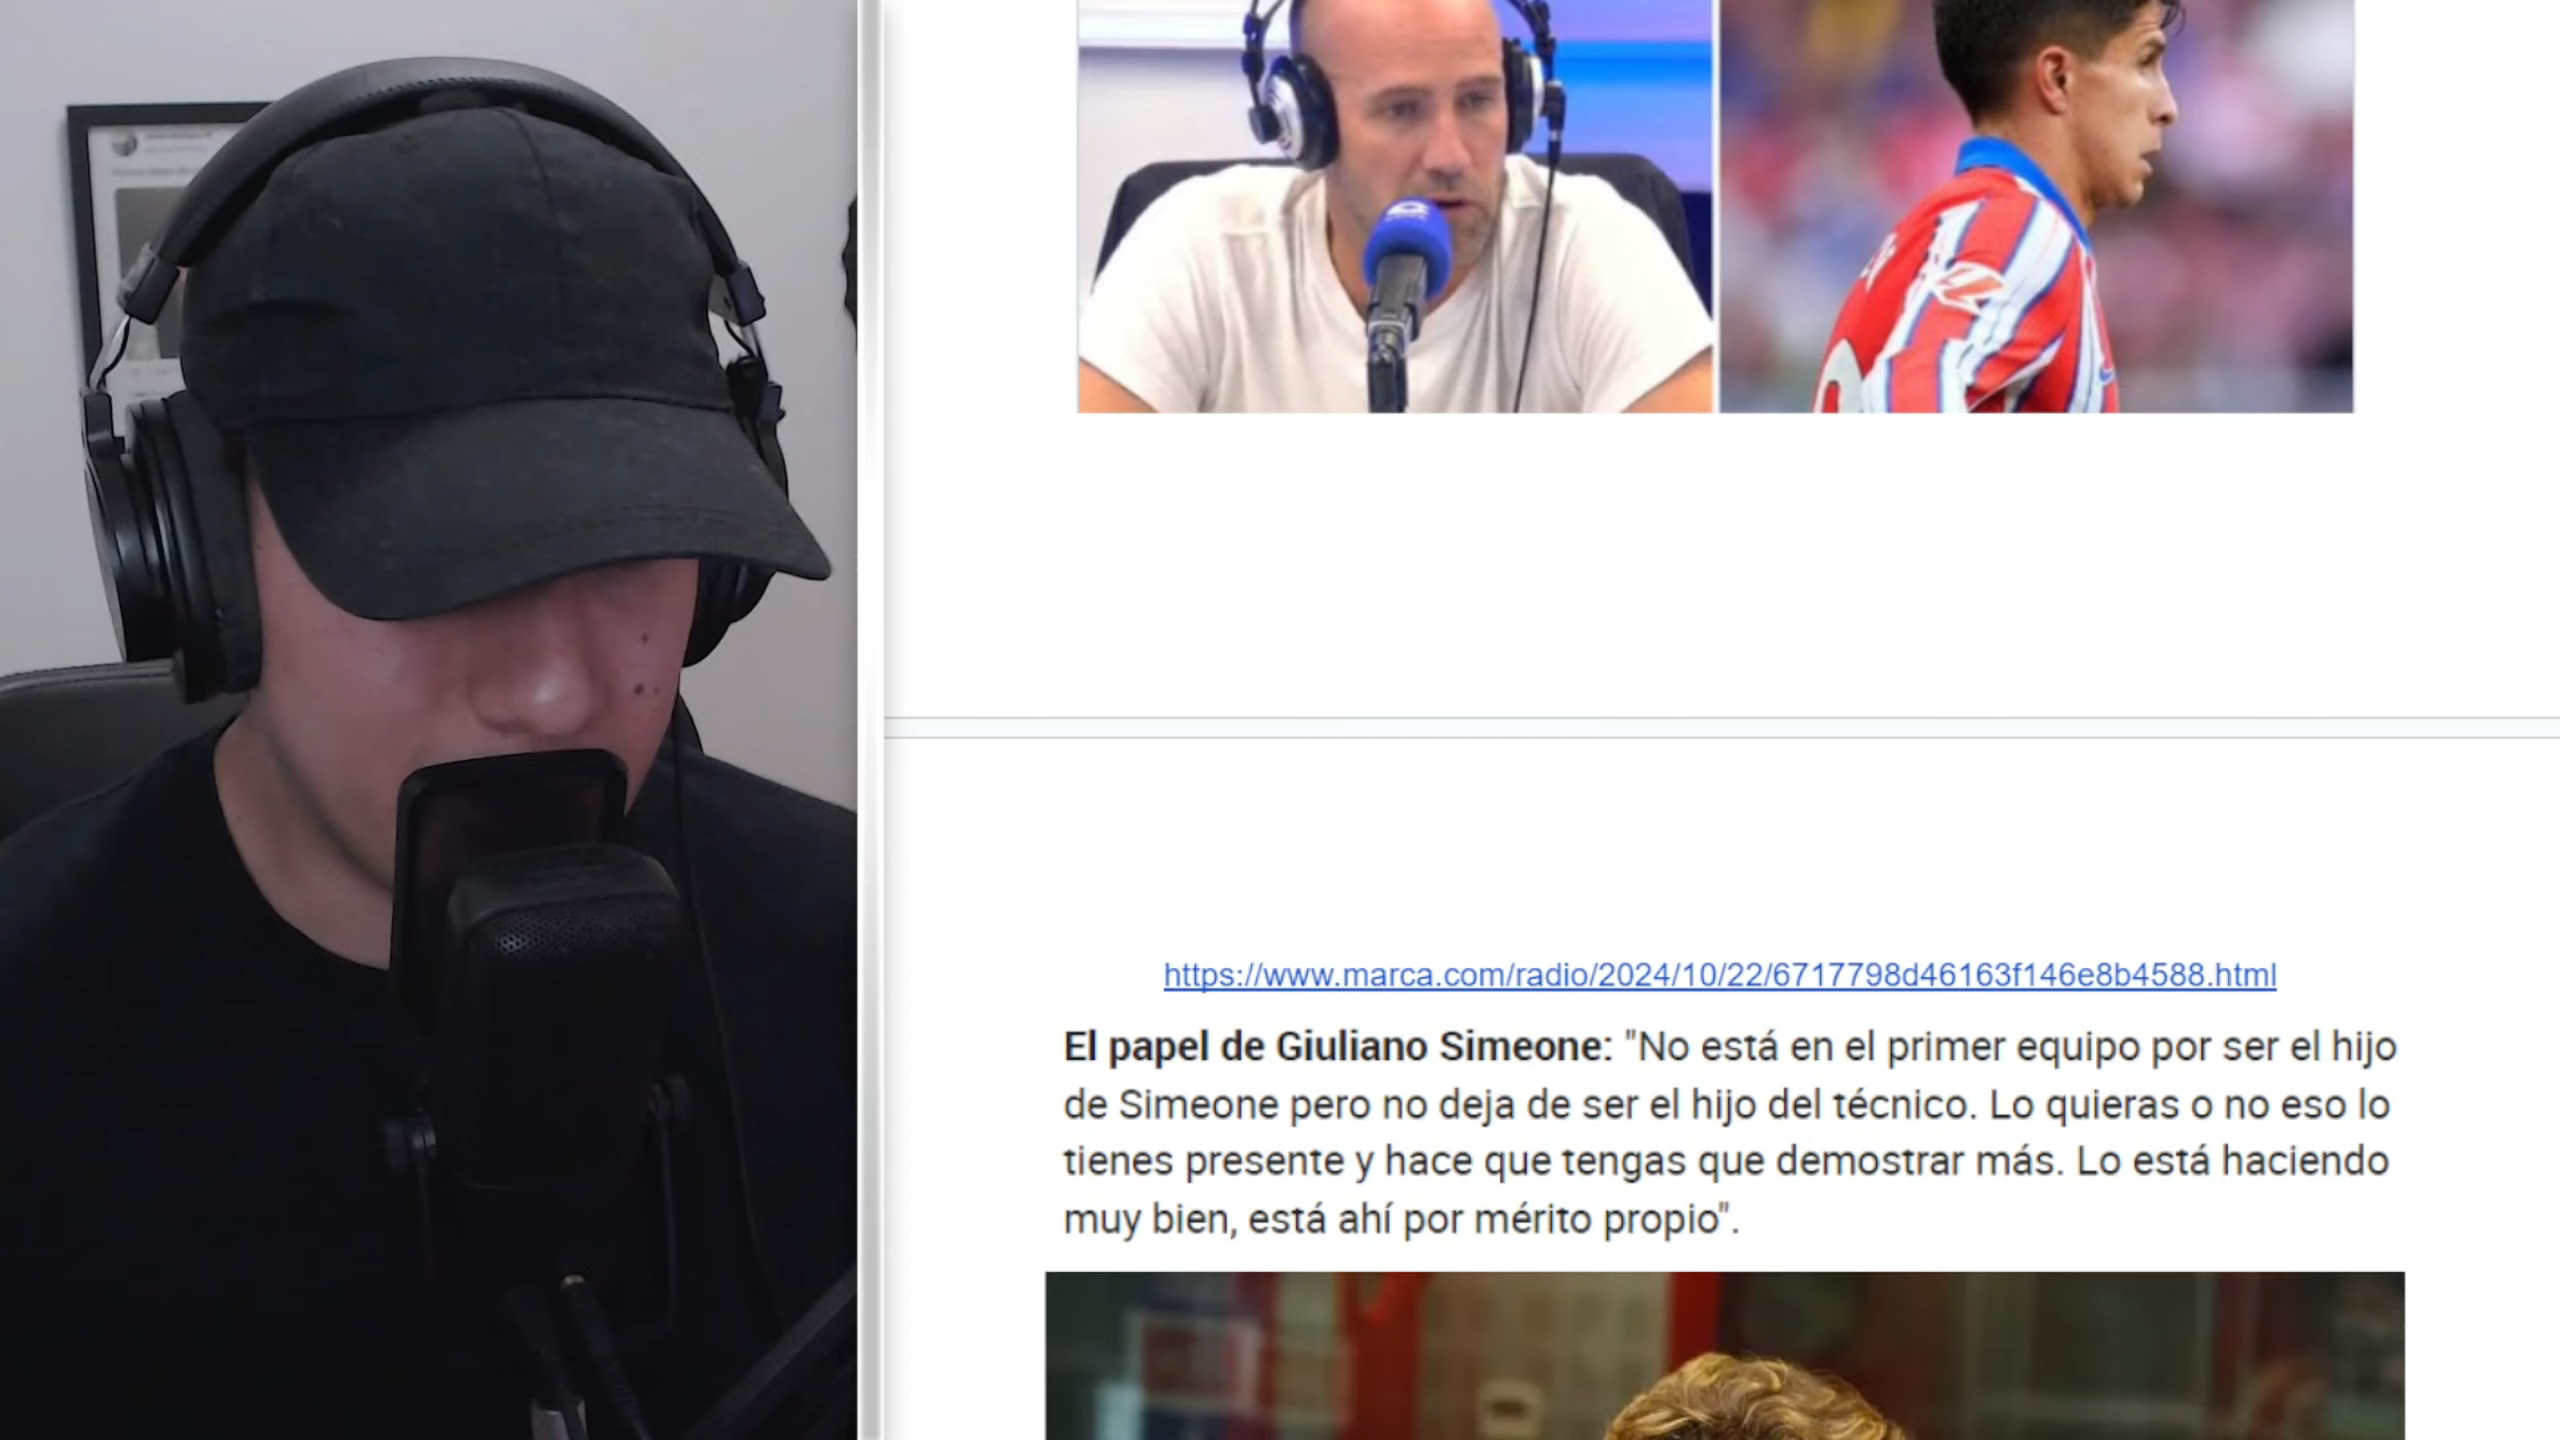 https://www.marca.com/radio/2024/10/22/6717798d46163f146e8b4588.html
El papel de Giuliano Simeone: "No está en el primer equipo por ser el hijo
de Simeone pero no deja de ser el hijo del técnico. Lo quieras o no eso lo
tienes presente y hace que tengas que demostrar más. Lo está haciendo
muy bien, está ahí por mérito propio".